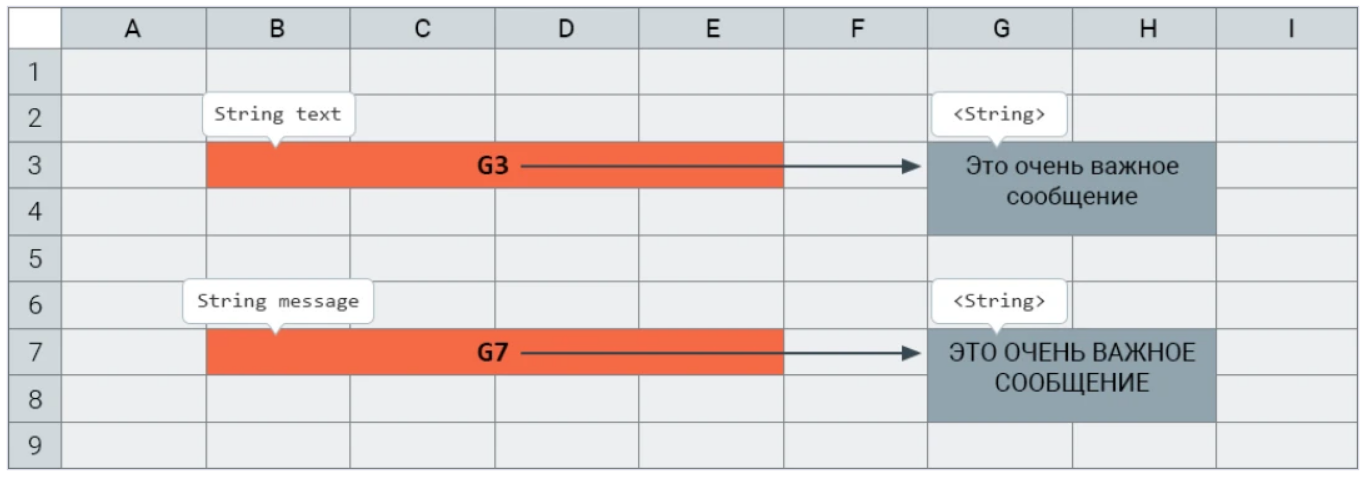 A B C D E F G H I
1
2
String text <String>
3
G3 Это очень важное
сообщение
4
5
6
String message <String>
7
G7 ЭТО ОЧЕНЬ ВАЖНОЕ
СООБЩЕНИЕ
8
9